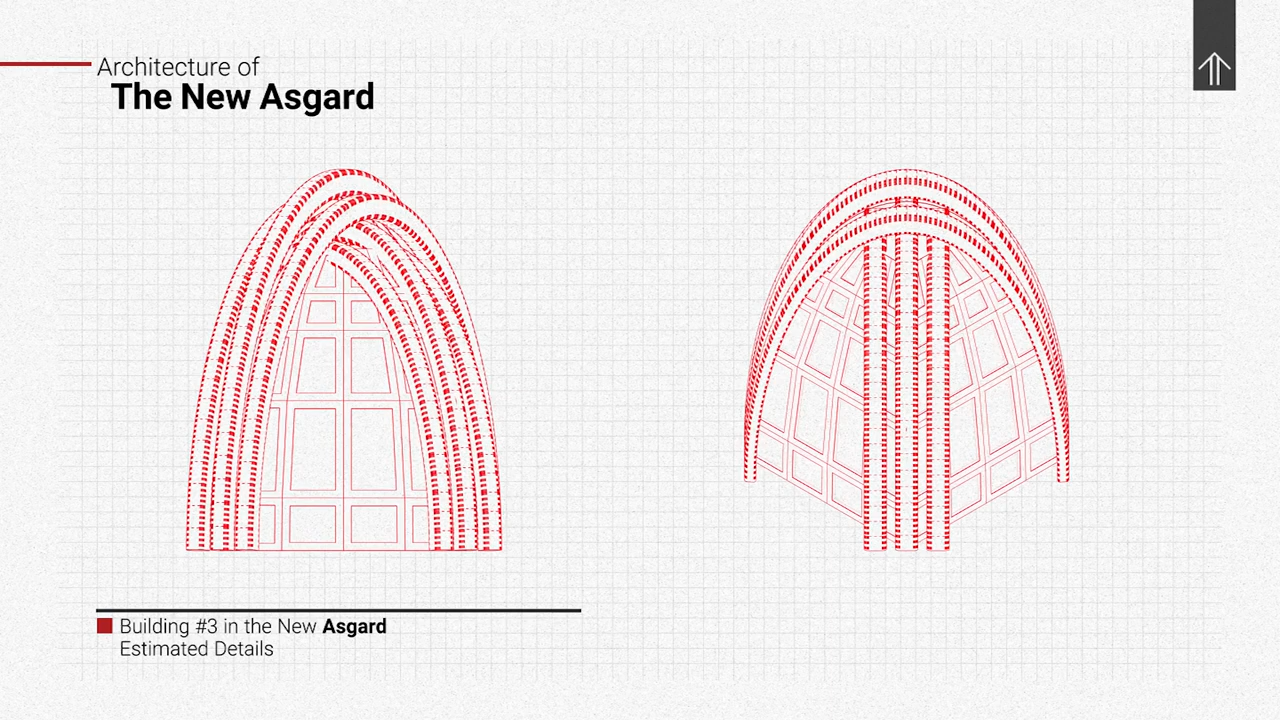 Architecture of
The New Asgard
Building #3 in the New Asgard
Estimated Details